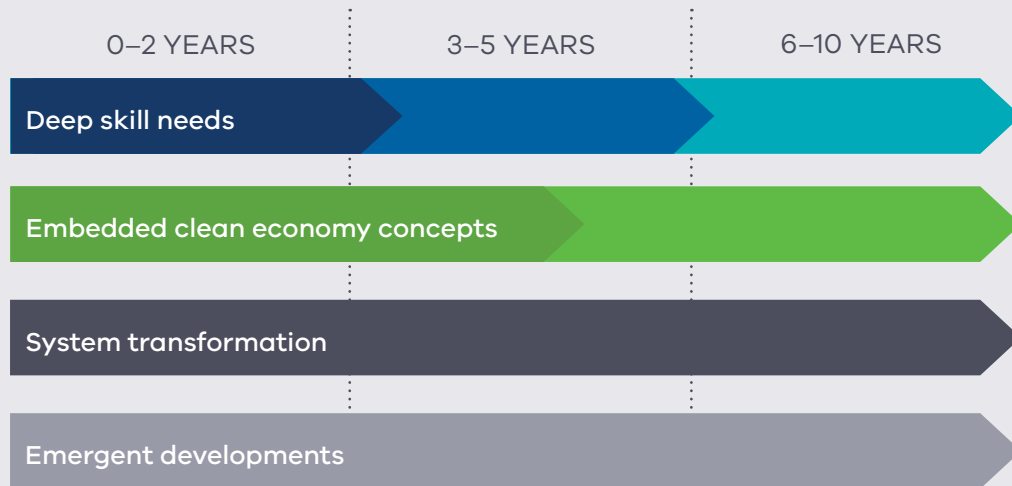 0–2 YEARS
3–5 YEARS
6–10 YEARS
Deep skill needs
Embedded clean economy concepts
System transformation
Emergent developments